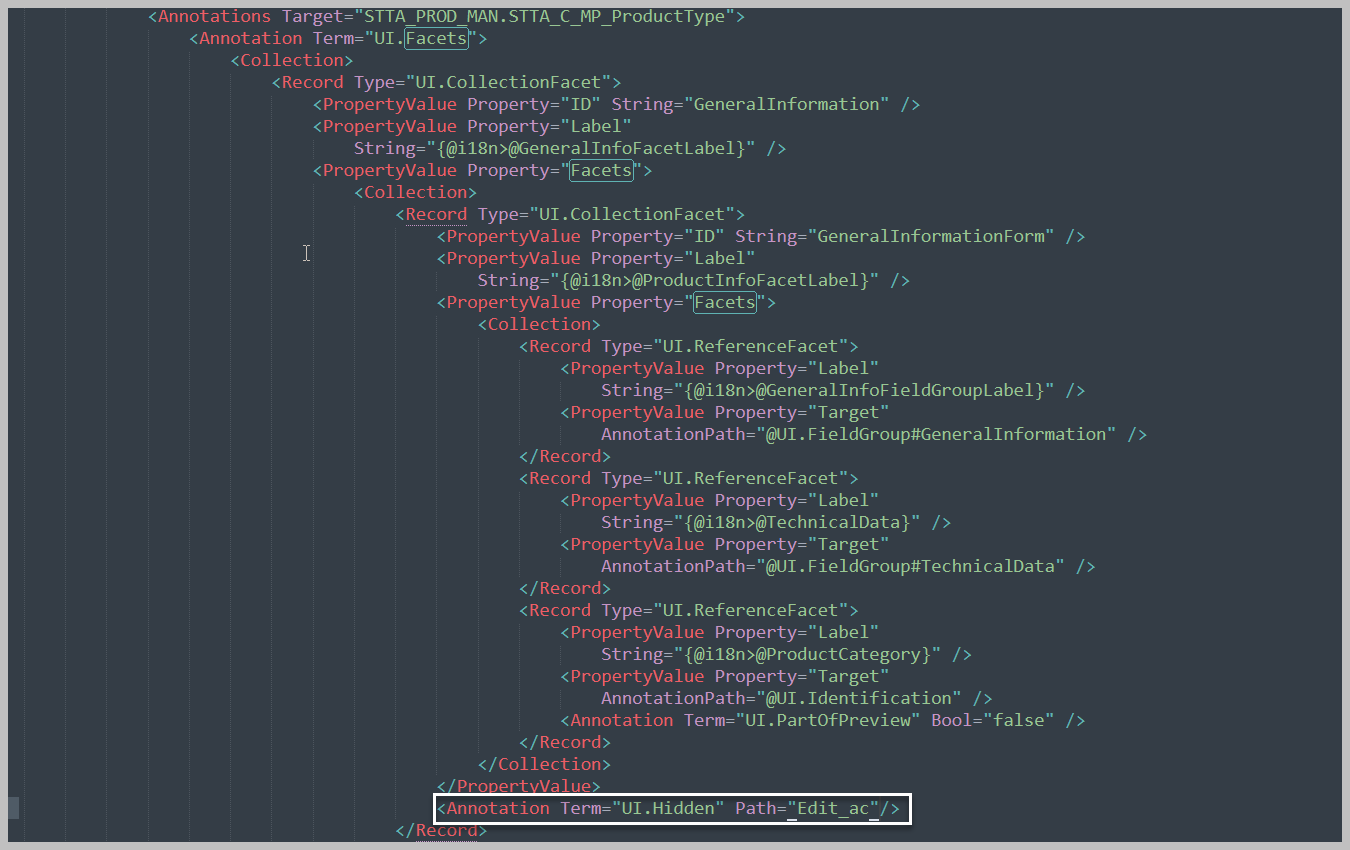 <Annotations Target="STTA_PROD_MAN.STTA_C_MP_ProductType">
<Annotation Term="UI.Facets">
<Collection>
<Record Type="UI.CollectionFacet">
<PropertyValue Property="ID" String="GeneralInformation" />
<PropertyValue Property="Label"
String="{@i18n>@GeneralInfoFacetLabel}" />
<PropertyValue Property="Facets">
<Collection>
<Record Type="UI.CollectionFacet">
<PropertyValue Property="ID" String="GeneralInformationForm" />
<PropertyValue Property="Label"
String="{@i18n>@ProductInfoFacetLabel}" />
<PropertyValue Property="Facets">
<Collection>
<Record Type="UI.ReferenceFacet">
<PropertyValue Property="Label"
String="{@i18n>@GeneralInfoFieldGroupLabel}" />
<PropertyValue Property="Target"
AnnotationPath="@UI.FieldGroup#GeneralInformation" />
</Record>
<Record Type="UI.ReferenceFacet">
<PropertyValue Property="Label"
String="{@i18n>@TechnicalData}" />
<PropertyValue Property="Target"
AnnotationPath="@UI.FieldGroup#TechnicalData" />
</Record>
<Record Type="UI.ReferenceFacet">
<PropertyValue Property="Label"
String="{@i18n>@ProductCategory}" />
<PropertyValue Property="Target"
AnnotationPath="@UI.Identification" />
<Annotation Term="UI.PartOfPreview" Bool="false" />
</Record>
</Collection>
</PropertyValue>
<Annotation Term="UI.Hidden" Path="Edit_ac"/>
</Record>